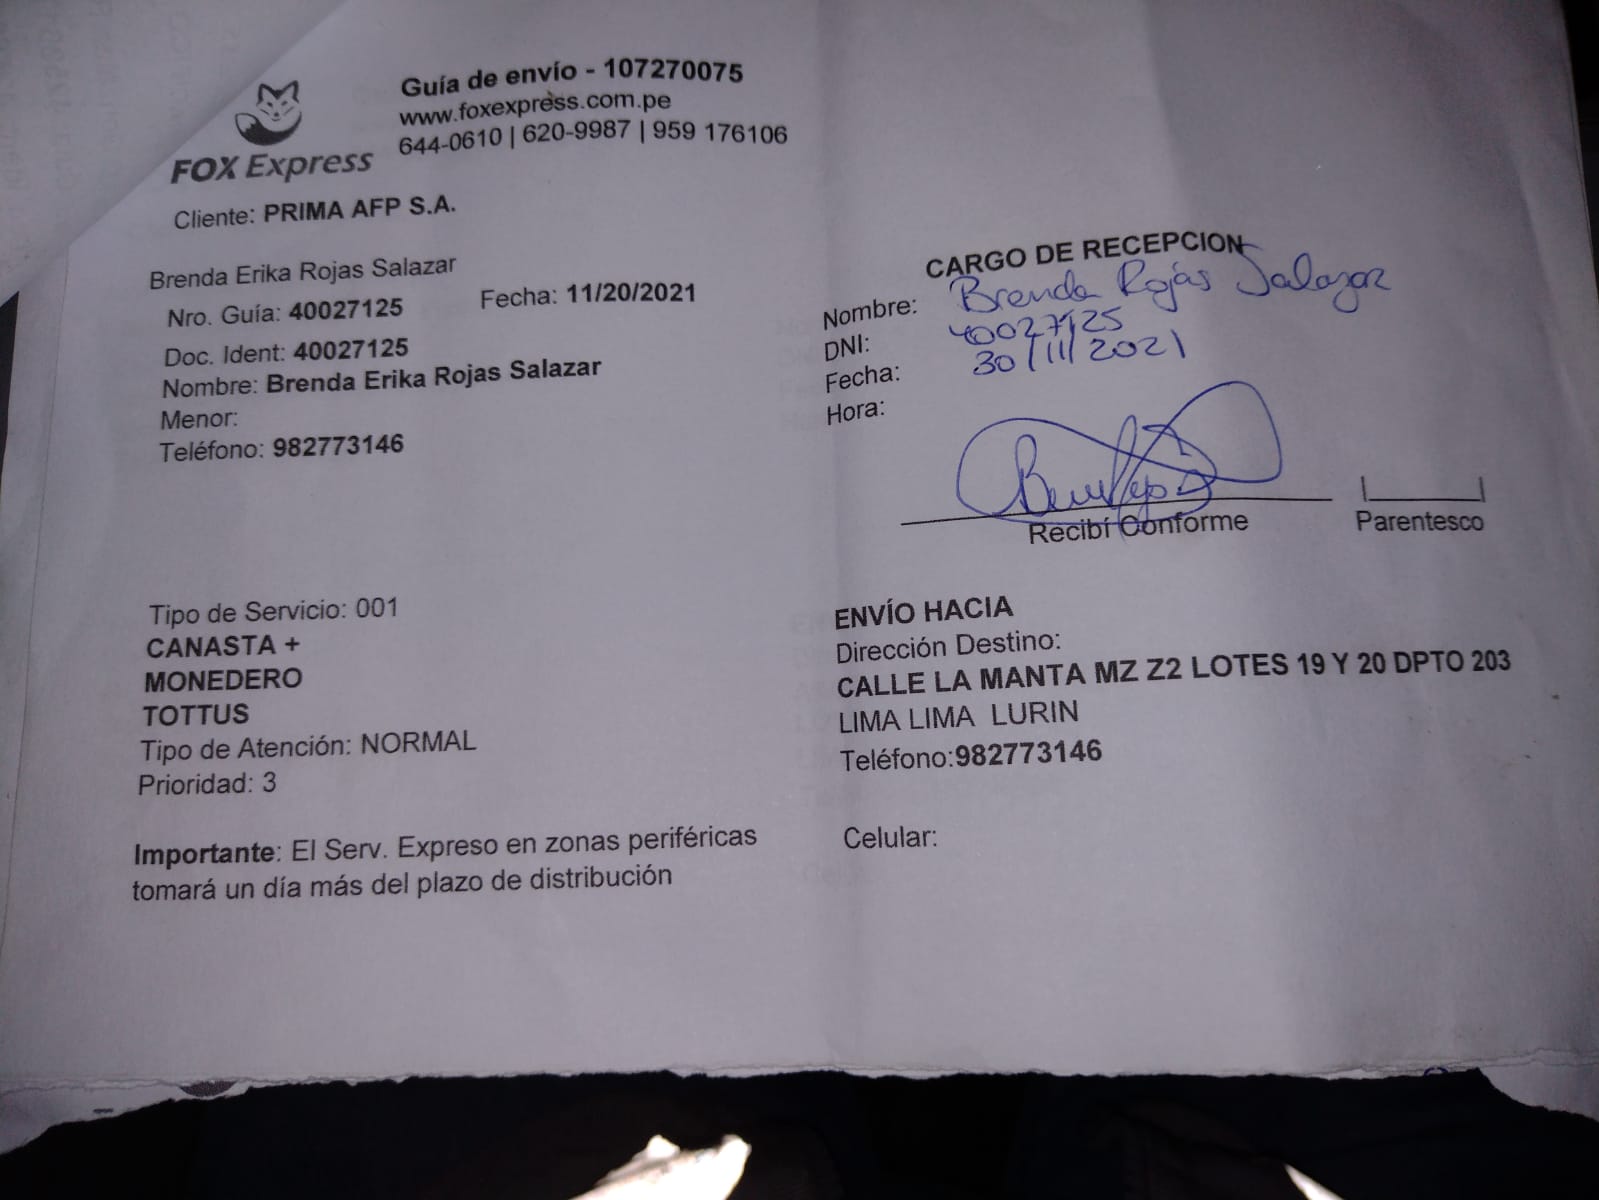 FOX Express
Guía de envío - 107270075
www.foxexpress.com.pe
644-0610 | 620-9987 | 959 176106
Cliente: PRIMA AFP S.A.
Brenda Erika Rojas Salazar
Nro. Guía: 40027125 Fecha: 11/20/2021
Doc. Ident: 40027125
Nombre: Brenda Erika Rojas Salazar
Menor:
Teléfono: 982773146
CARGO DE RECEPCION
Nombre: Brenda Rojas Salazar
DNI: 40027125
Fecha: 30/11/2021
Hora:
Recibí Conforme
Parentesco
Tipo de Servicio: 001
CANASTA +
MONEDERO
TOTTUS
Tipo de Atención: NORMAL
Prioridad: 3
Importante: El Serv. Expreso en zonas periféricas
tomará un día más del plazo de distribución
ENVÍO HACIA
Dirección Destino:
CALLE LA MANTA MZ Z2 LOTES 19 Y 20 DPTO 203
LIMA LIMA LURIN
Teléfono:982773146
Celular: